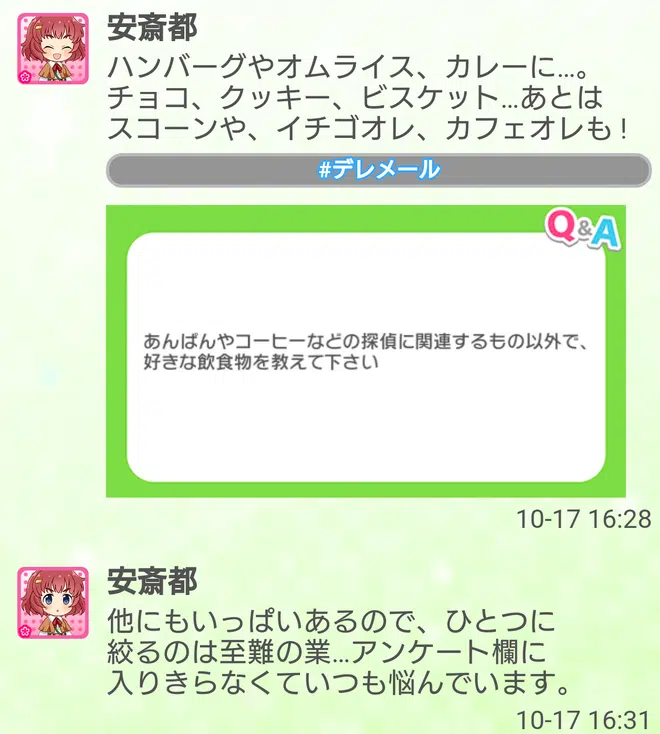 安斎都
ハンバーグやオムライス、カレーに…。
チョコ、クッキー、ビスケット…あとは
スコーンや、イチゴオレ、カフェオレも！
#デレメール
Q&A
あんぱんやコーヒーなどの探偵に関連するもの以外で、
好きな飲食物を教えて下さい
10-17 16:28
安斎都
他にもいっぱいあるので、ひとつに
絞るのは至難の業…アンケート欄に
入りきらなくていつも悩んでいます。
10-17 16:31